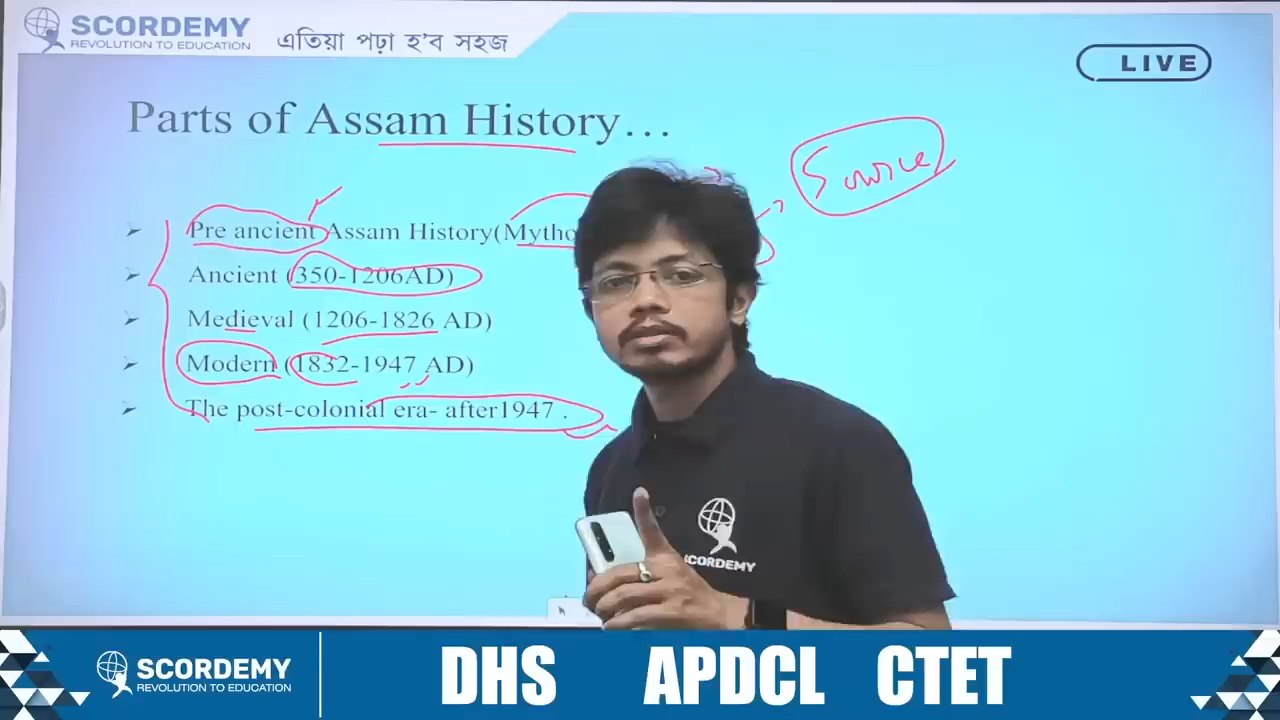 SCORDEMY
REVOLUTION TO EDUCATION
এতিয়া পঢ়া হ'ব সহজ
LIVE
Parts of Assam History…
Source
➢ Pre ancient Assam History(Mytho
➢ Ancient (350-1206AD)
➢ Medieval (1206-1826 AD)
➢ Modern (1832-1947 AD)
➢ The post-colonial era- after1947 .
SCORDEMY
SCORDEMY
REVOLUTION TO EDUCATION
DHS APDCL CTET